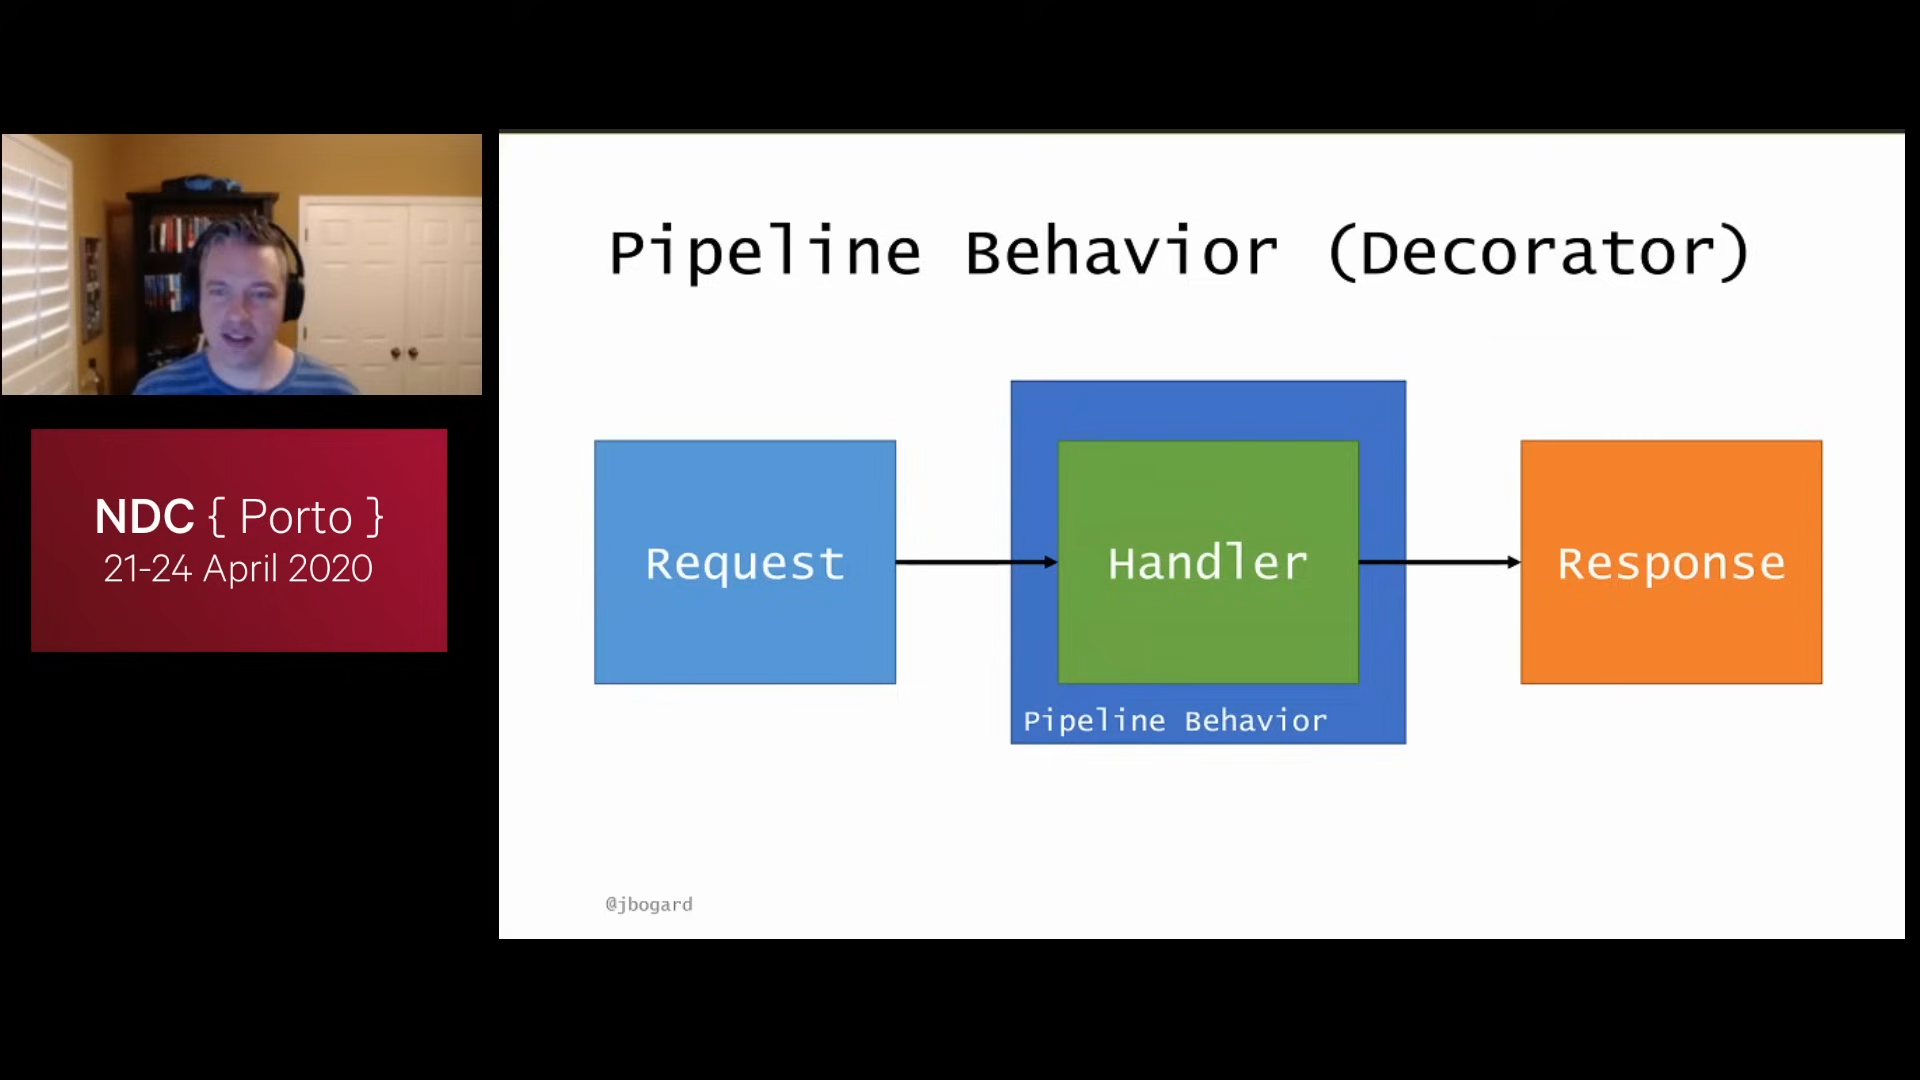 NDC { Porto }
21-24 April 2020
Pipeline Behavior (Decorator)
Request
Handler
Response
Pipeline Behavior
@jbogard